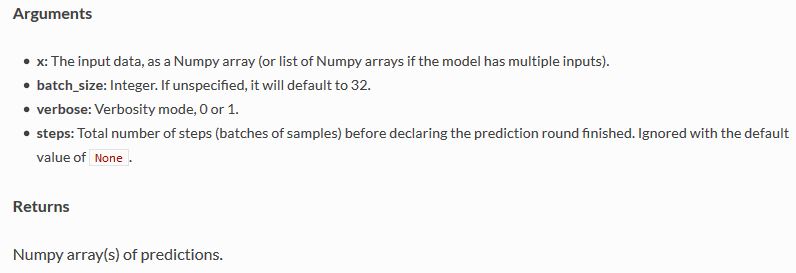 Arguments
• x: The input data, as a Numpy array (or list of Numpy arrays if the model has multiple inputs).
• batch_size: Integer. If unspecified, it will default to 32.
• verbose: Verbosity mode, 0 or 1.
• steps: Total number of steps (batches of samples) before declaring the prediction round finished. Ignored with the default
value of None.
Returns
Numpy array(s) of predictions.